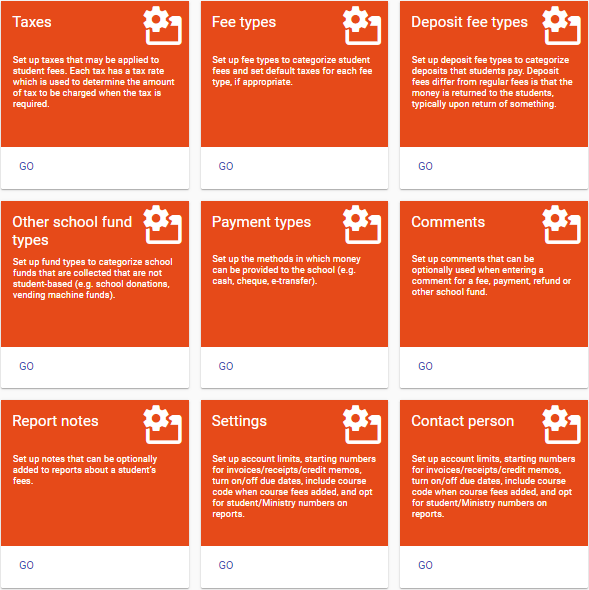 Taxes
Set up taxes that may be applied to
student fees. Each tax has a tax rate
which is used to determine the amount
of tax to be charged when the tax is
required.
GO
Fee types
Set up fee types to categorize student
fees and set default taxes for each fee
type, if appropriate.
GO
Deposit fee types
Set up deposit fee types to categorize
deposits that students pay. Deposit
fees differ from regular fees is that the
money is returned to the students,
typically upon return of something.
GO
Other school fund
types
Set up fund types to categorize school
funds that are collected that are not
student-based (e.g. school donations,
vending machine funds).
GO
Payment types
Set up the methods in which money
can be provided to the school (e.g.
cash, cheque, e-transfer).
GO
Comments
Set up comments that can be
optionally used when entering a
comment for a fee, payment, refund or
other school fund.
GO
Report notes
Set up notes that can be optionally
added to reports about a student's
fees.
GO
Settings
Set up account limits, starting numbers
for invoices/receipts/credit memos,
turn on/off due dates, include course
code when course fees added, and opt
for student/Ministry numbers on
reports.
GO
Contact person
Set up account limits, starting numbers
for invoices/receipts/credit memos,
turn on/off due dates, include course
code when course fees added, and opt
for student/Ministry numbers on
reports.
GO